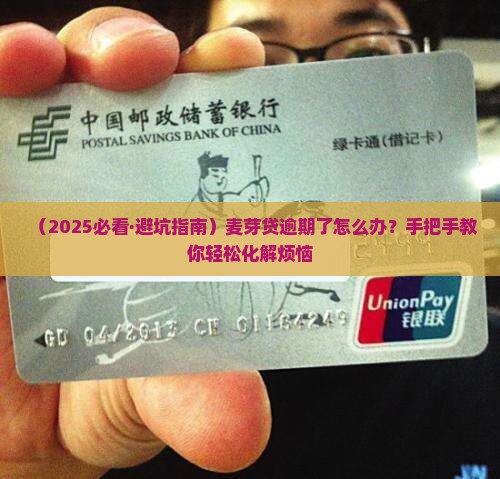 中国邮政储蓄银行
POSTAL SAVINGS BANK OF CHINA
绿卡通(借记卡)
（2025必看·避坑指南）麦芽贷逾期了怎么办？手把手教
你轻松化解烦恼
UnionPay
银联